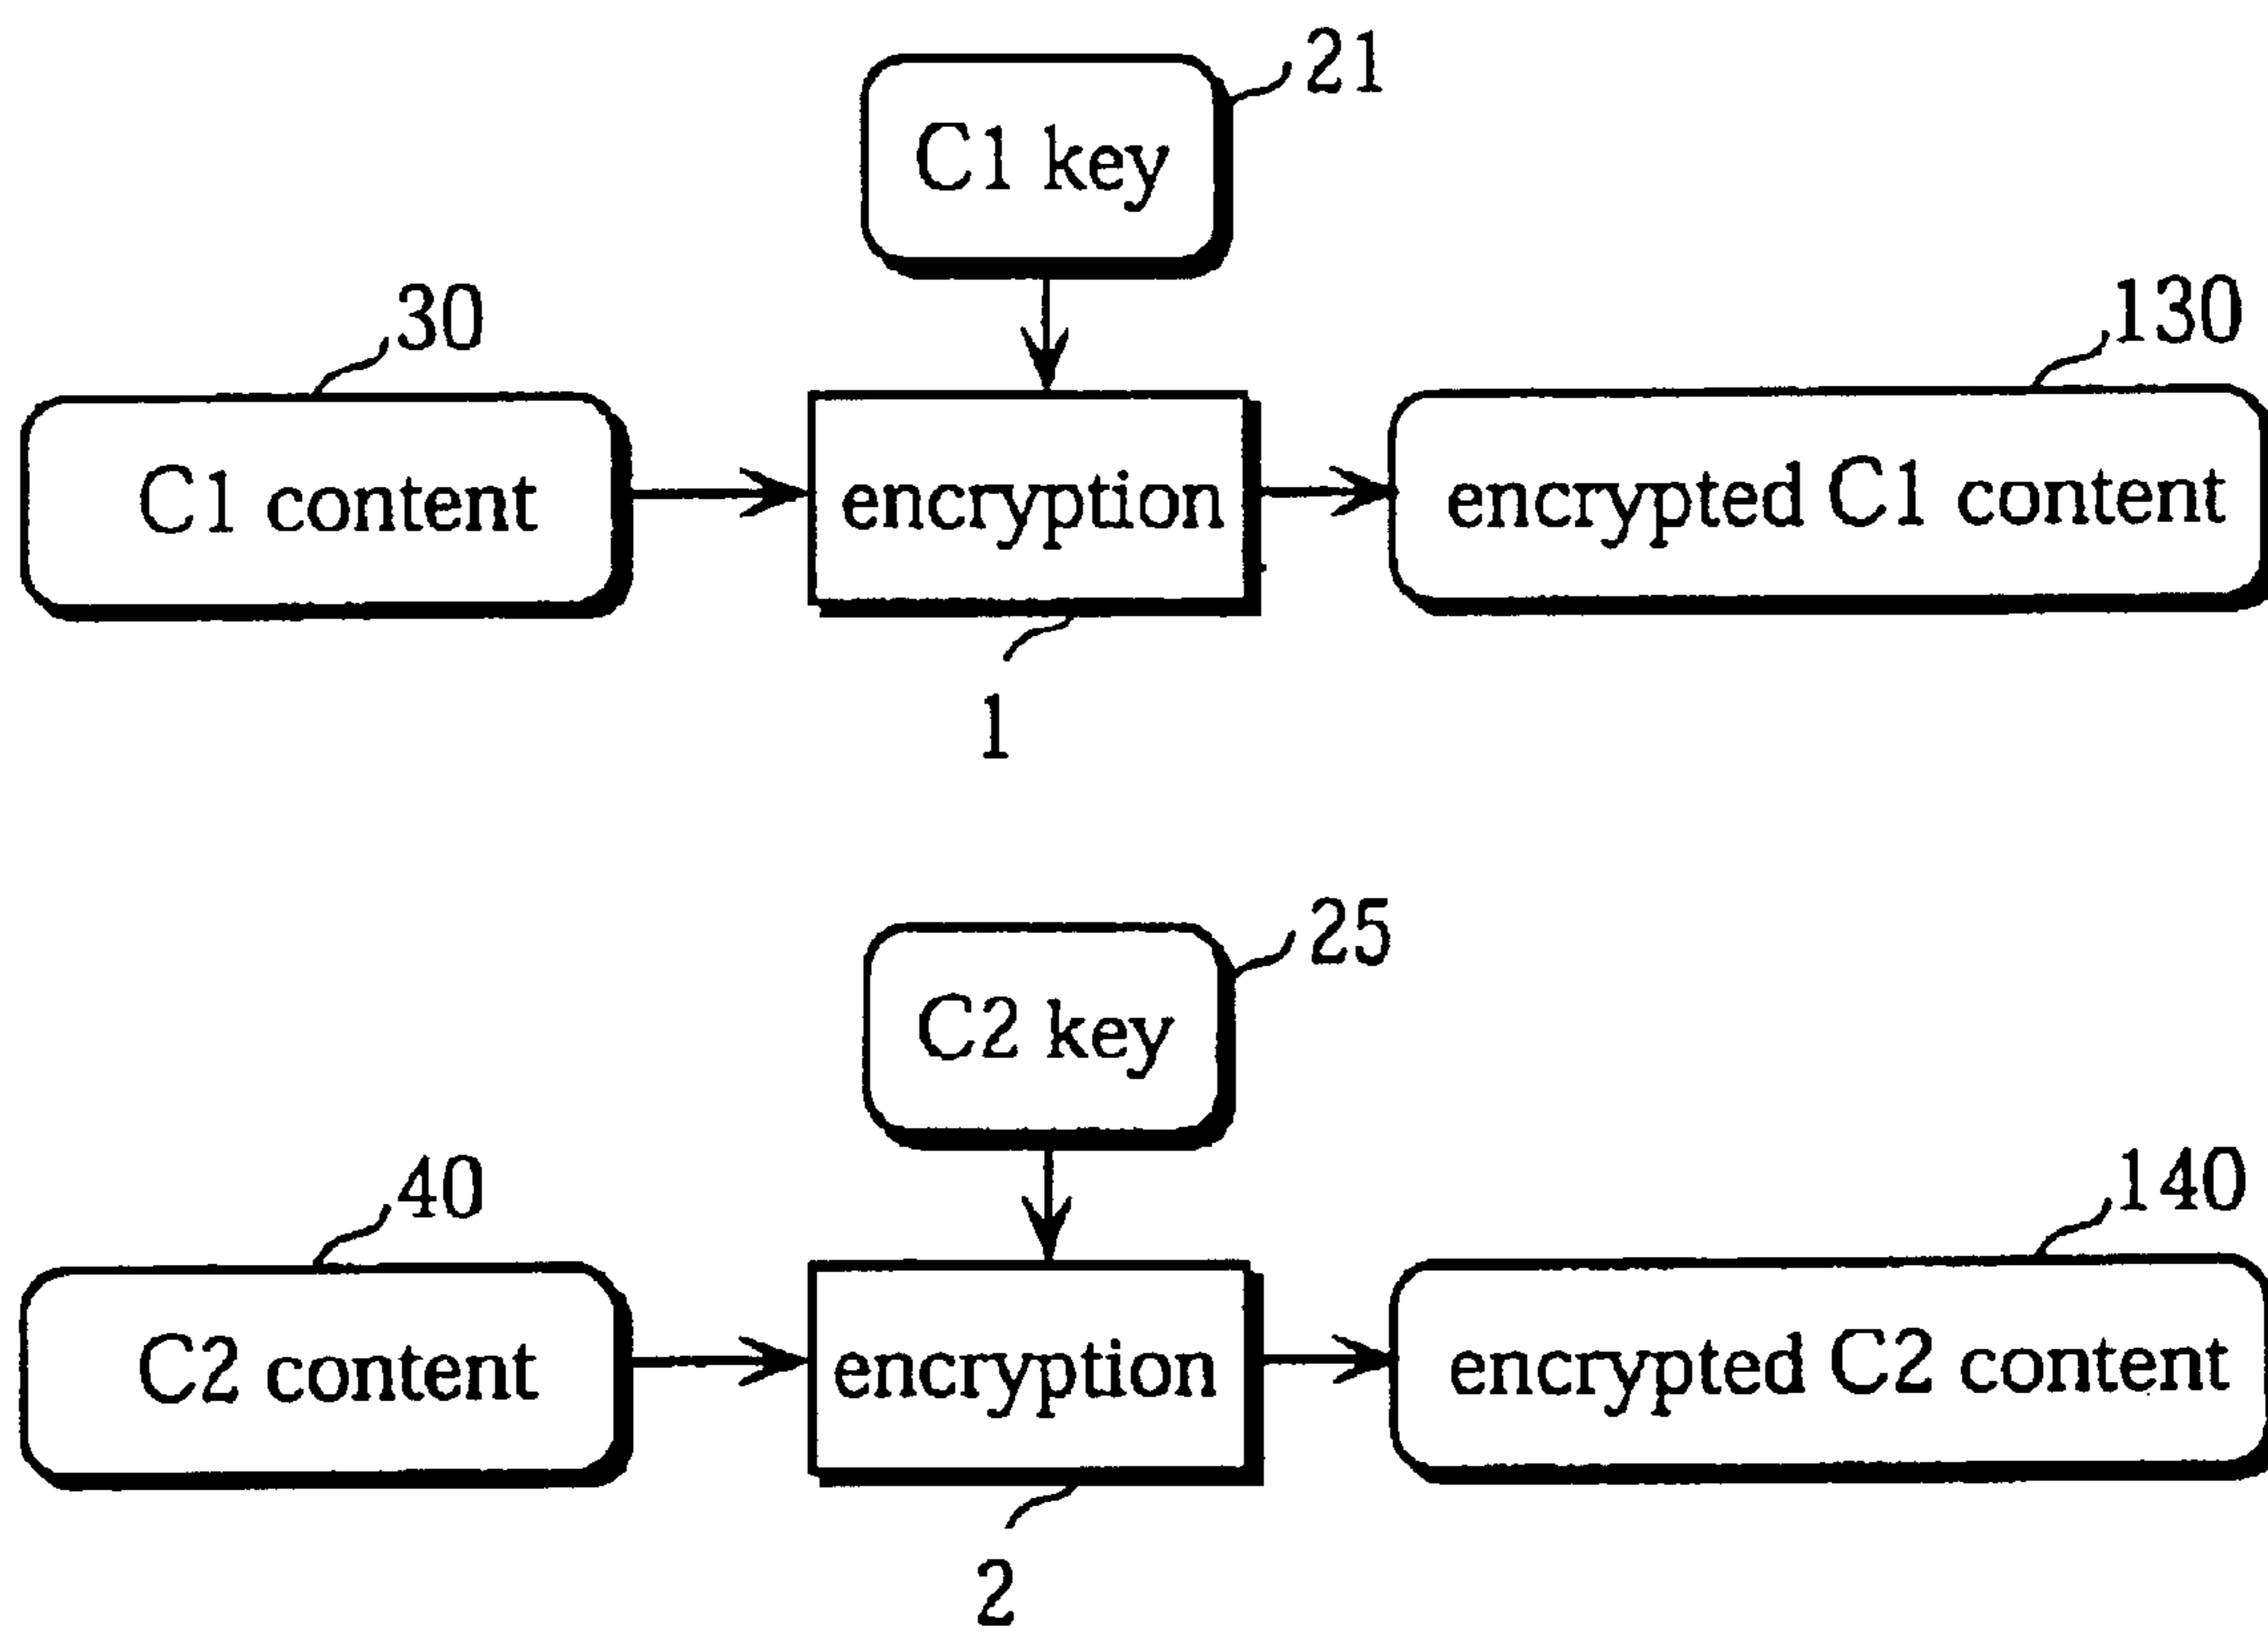 21
C1 key
30
130
C1 content
encryption
encrypted C1 content
1
25
C2 key
40
140
C2 content
encryption
encrypted C2 content
2